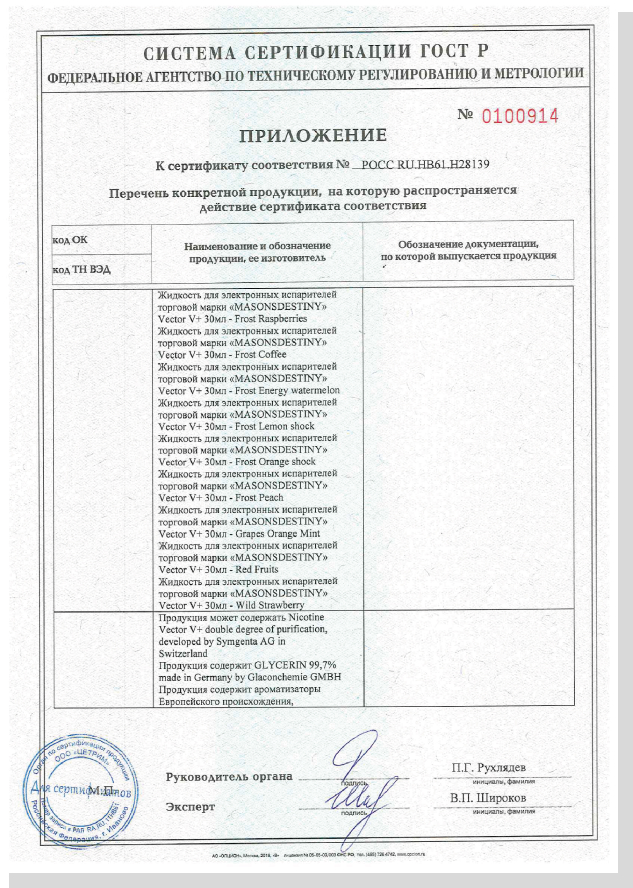 СИСТЕМА СЕРТИФИКАЦИИ ГОСТ Р
ФЕДЕРАЛЬНОЕ АГЕНТСТВО ПО ТЕХНИЧЕСКОМУ РЕГУЛИРОВАНИЮ И МЕТРОЛОГИИ
№ 0100914
ПРИЛОЖЕНИЕ
К сертификату соответствия № РОСС RU.НВ61.Н28139
Перечень конкретной продукции, на которую распространяется
действие сертификата соответствия
код ОК
код ТН ВЭД
Наименование и обозначение
продукции, ее изготовитель
Обозначение документации,
по которой выпускается продукция
Жидкость для электронных испарителей
торговой марки «MASONSDESTINY»
Vector V+ 30мл - Frost Raspberries
Жидкость для электронных испарителей
торговой марки «MASONSDESTINY»
Vector V+ 30мл - Frost Coffee
Жидкость для электронных испарителей
торговой марки «MASONSDESTINY»
Vector V+ 30мл - Frost Energy watermelon
Жидкость для электронных испарителей
торговой марки «MASONSDESTINY»
Vector V+ 30мл - Frost Lemon shock
Жидкость для электронных испарителей
торговой марки «MASONSDESTINY»
Vector V+ 30мл - Frost Orange shock
Жидкость для электронных испарителей
торговой марки «MASONSDESTINY»
Vector V+ 30мл - Frost Peach
Жидкость для электронных испарителей
торговой марки «MASONSDESTINY»
Vector V+ 30мл - Grapes Orange Mint
Жидкость для электронных испарителей
торговой марки «MASONSDESTINY»
Vector V+ 30мл - Red Fruits
Жидкость для электронных испарителей
торговой марки «MASONSDESTINY»
Vector V+ 30мл - Wild Strawberry
Продукция может содержать Nicotine
Vector V+ double degree of purification,
developed by Symgenta AG in
Switzerland
Продукция содержит GLYCERIN 99,7%
made in Germany by Glaconchemie GMBH
Продукция содержит ароматизаторы
Европейского происхождения,
Орган по сертификации продукции
ООО «ЦЕТРИМ»
Для сертификатов
М.П.
Российская Федерация, г. Иваново
Руководитель органа
подпись
П.Г. Рухлядев
инициалы, фамилия
Эксперт
подпись
В.П. Широков
инициалы, фамилия